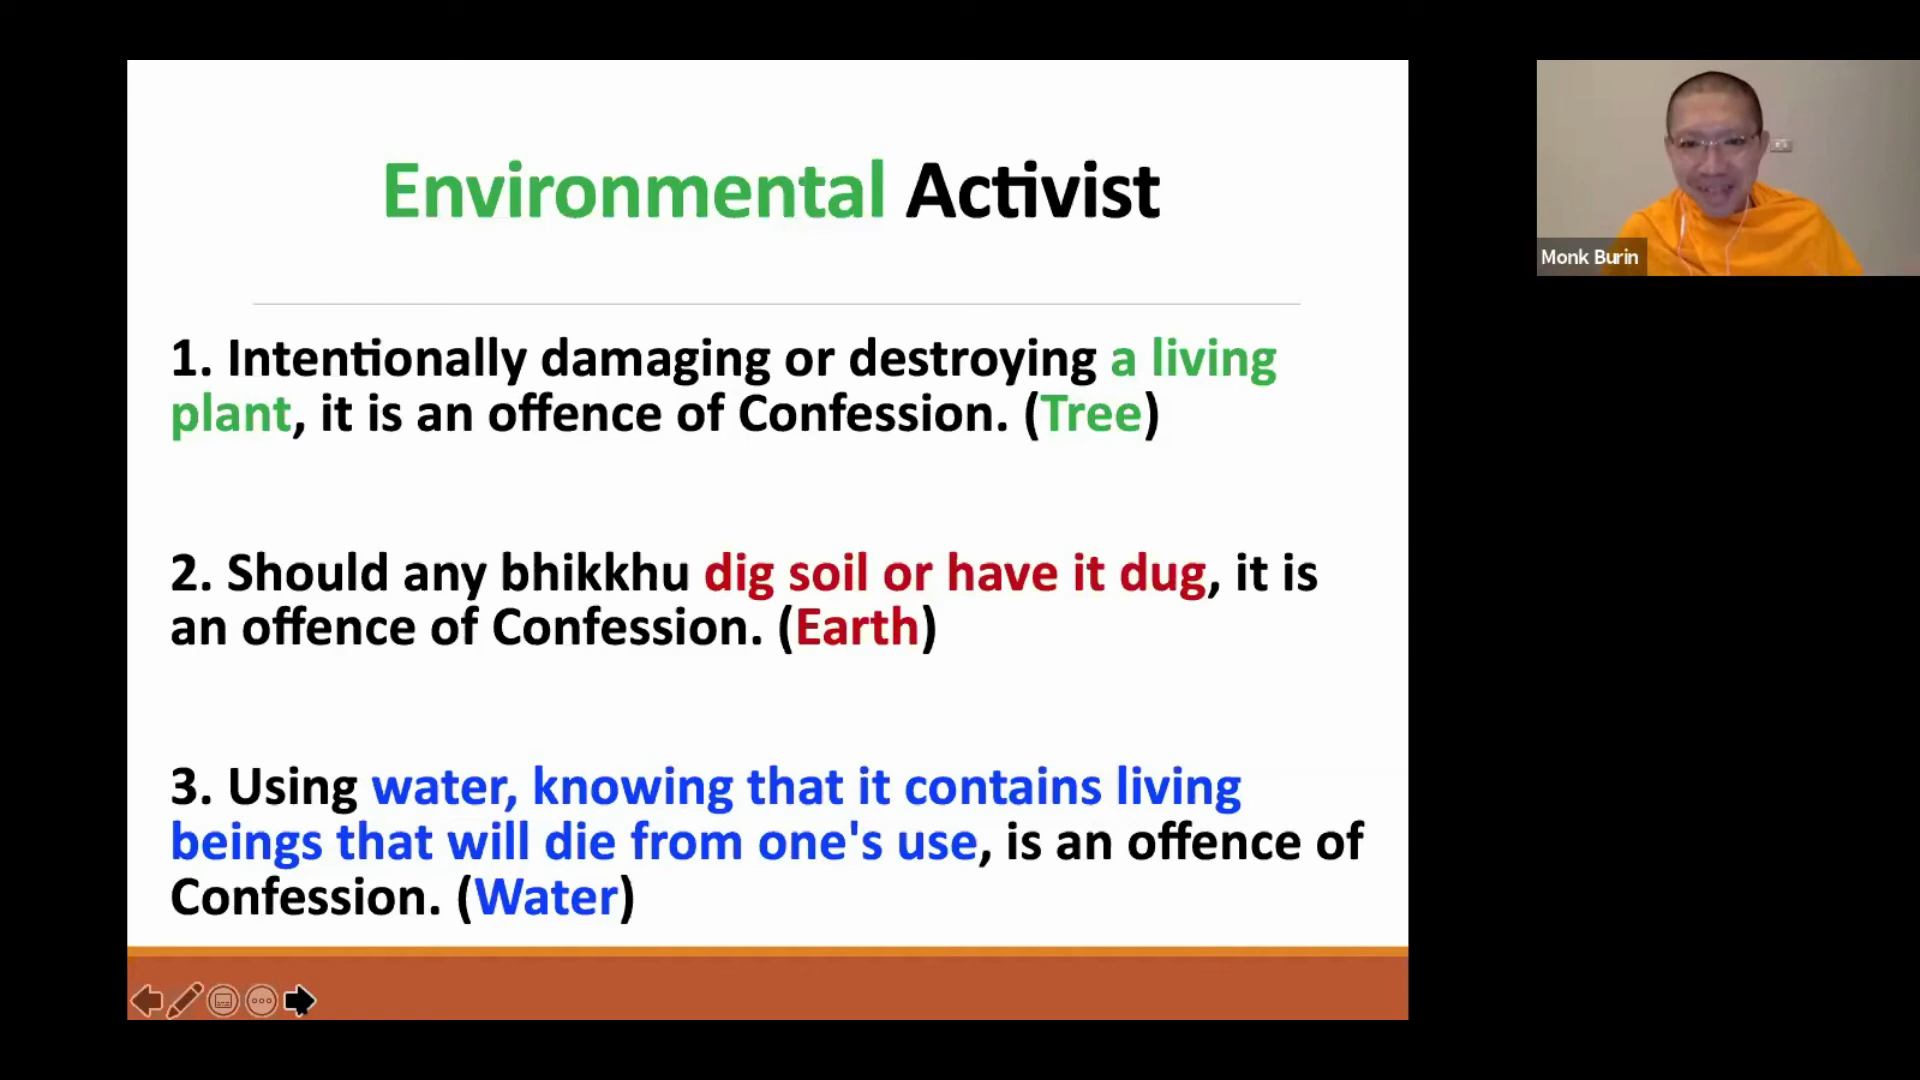 Environmental Activist
1. Intentionally damaging or destroying a living
plant, it is an offence of Confession. (Tree)
2. Should any bhikkhu dig soil or have it dug, it is
an offence of Confession. (Earth)
3. Using water, knowing that it contains living
beings that will die from one's use, is an offence of
Confession. (Water)
Monk Burin